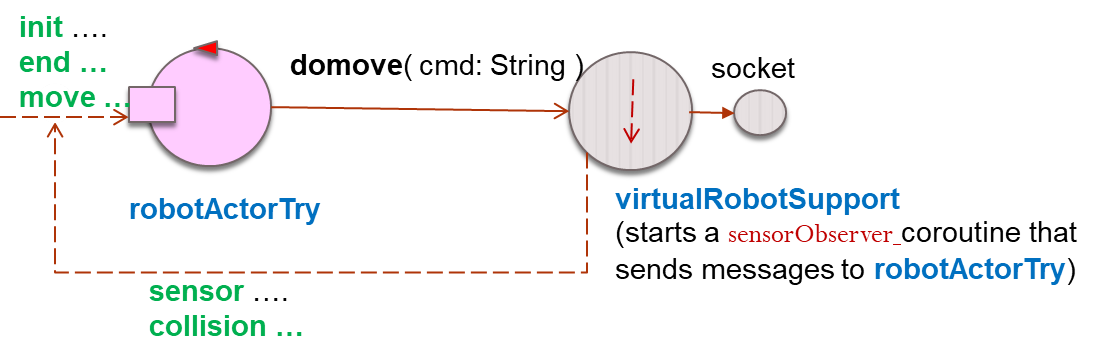 init ....
end ...
move ...
domove( cmd: String )
socket
robotActorTry
virtualRobotSupport
(starts a sensorObserver_coroutine that
sends messages to robotActorTry)
sensor ....
collision ...